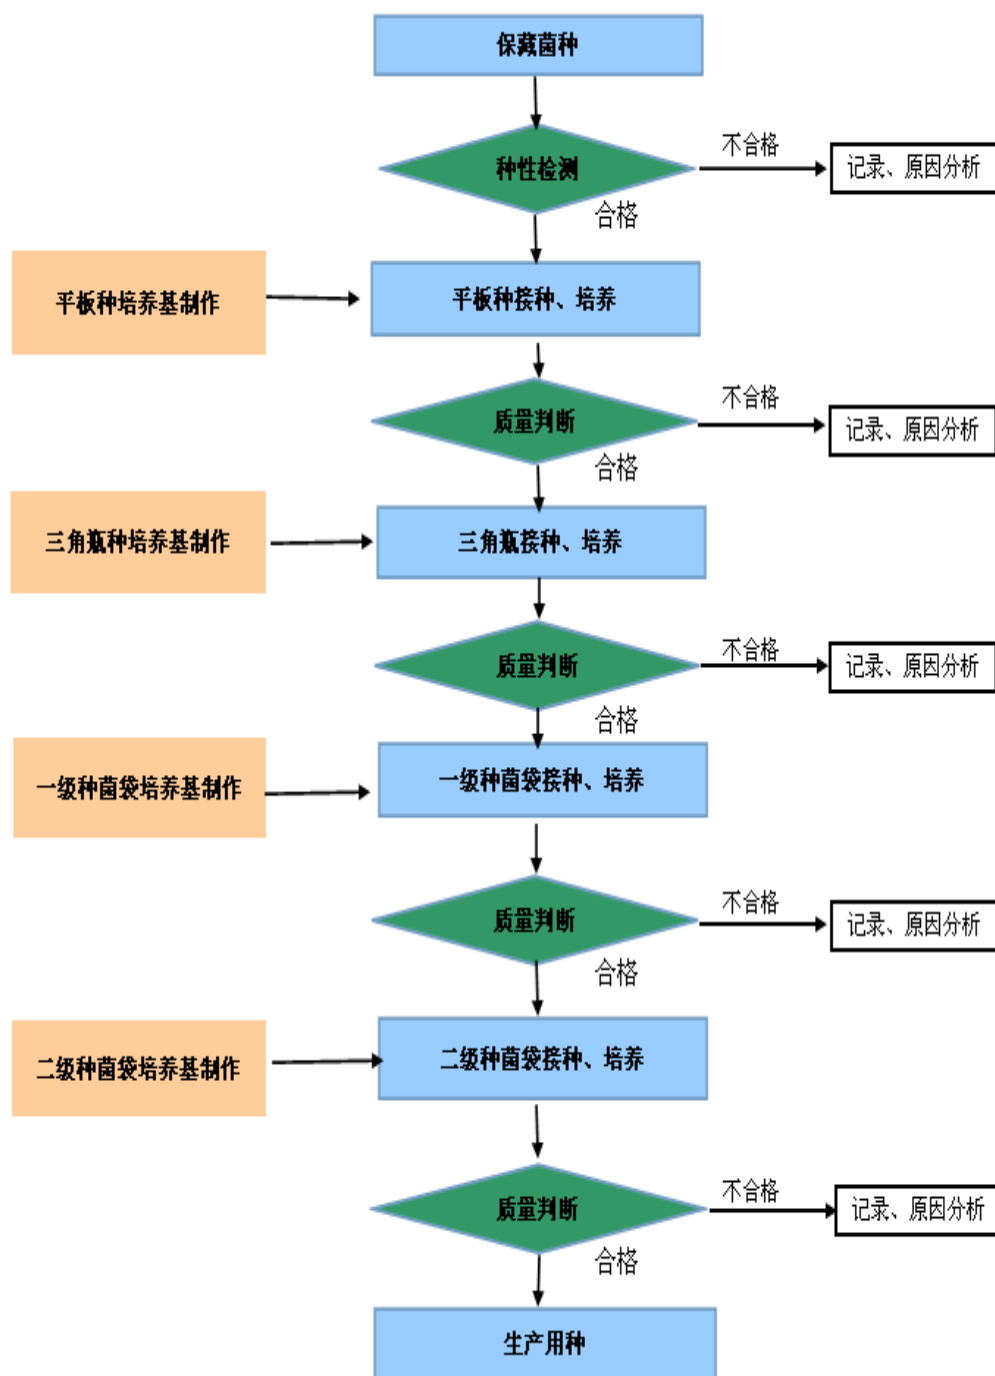 保藏菌种
种性检测
不合格
记录、原因分析
合格
平板种培养基制作
平板种接种、培养
质量判断
不合格
记录、原因分析
合格
三角瓶种培养基制作
三角瓶接种、培养
质量判断
不合格
记录、原因分析
合格
一级种菌袋培养基制作
一级种菌袋接种、培养
质量判断
不合格
记录、原因分析
合格
二级种菌袋培养基制作
二级种菌袋接种、培养
质量判断
不合格
记录、原因分析
合格
生产用种